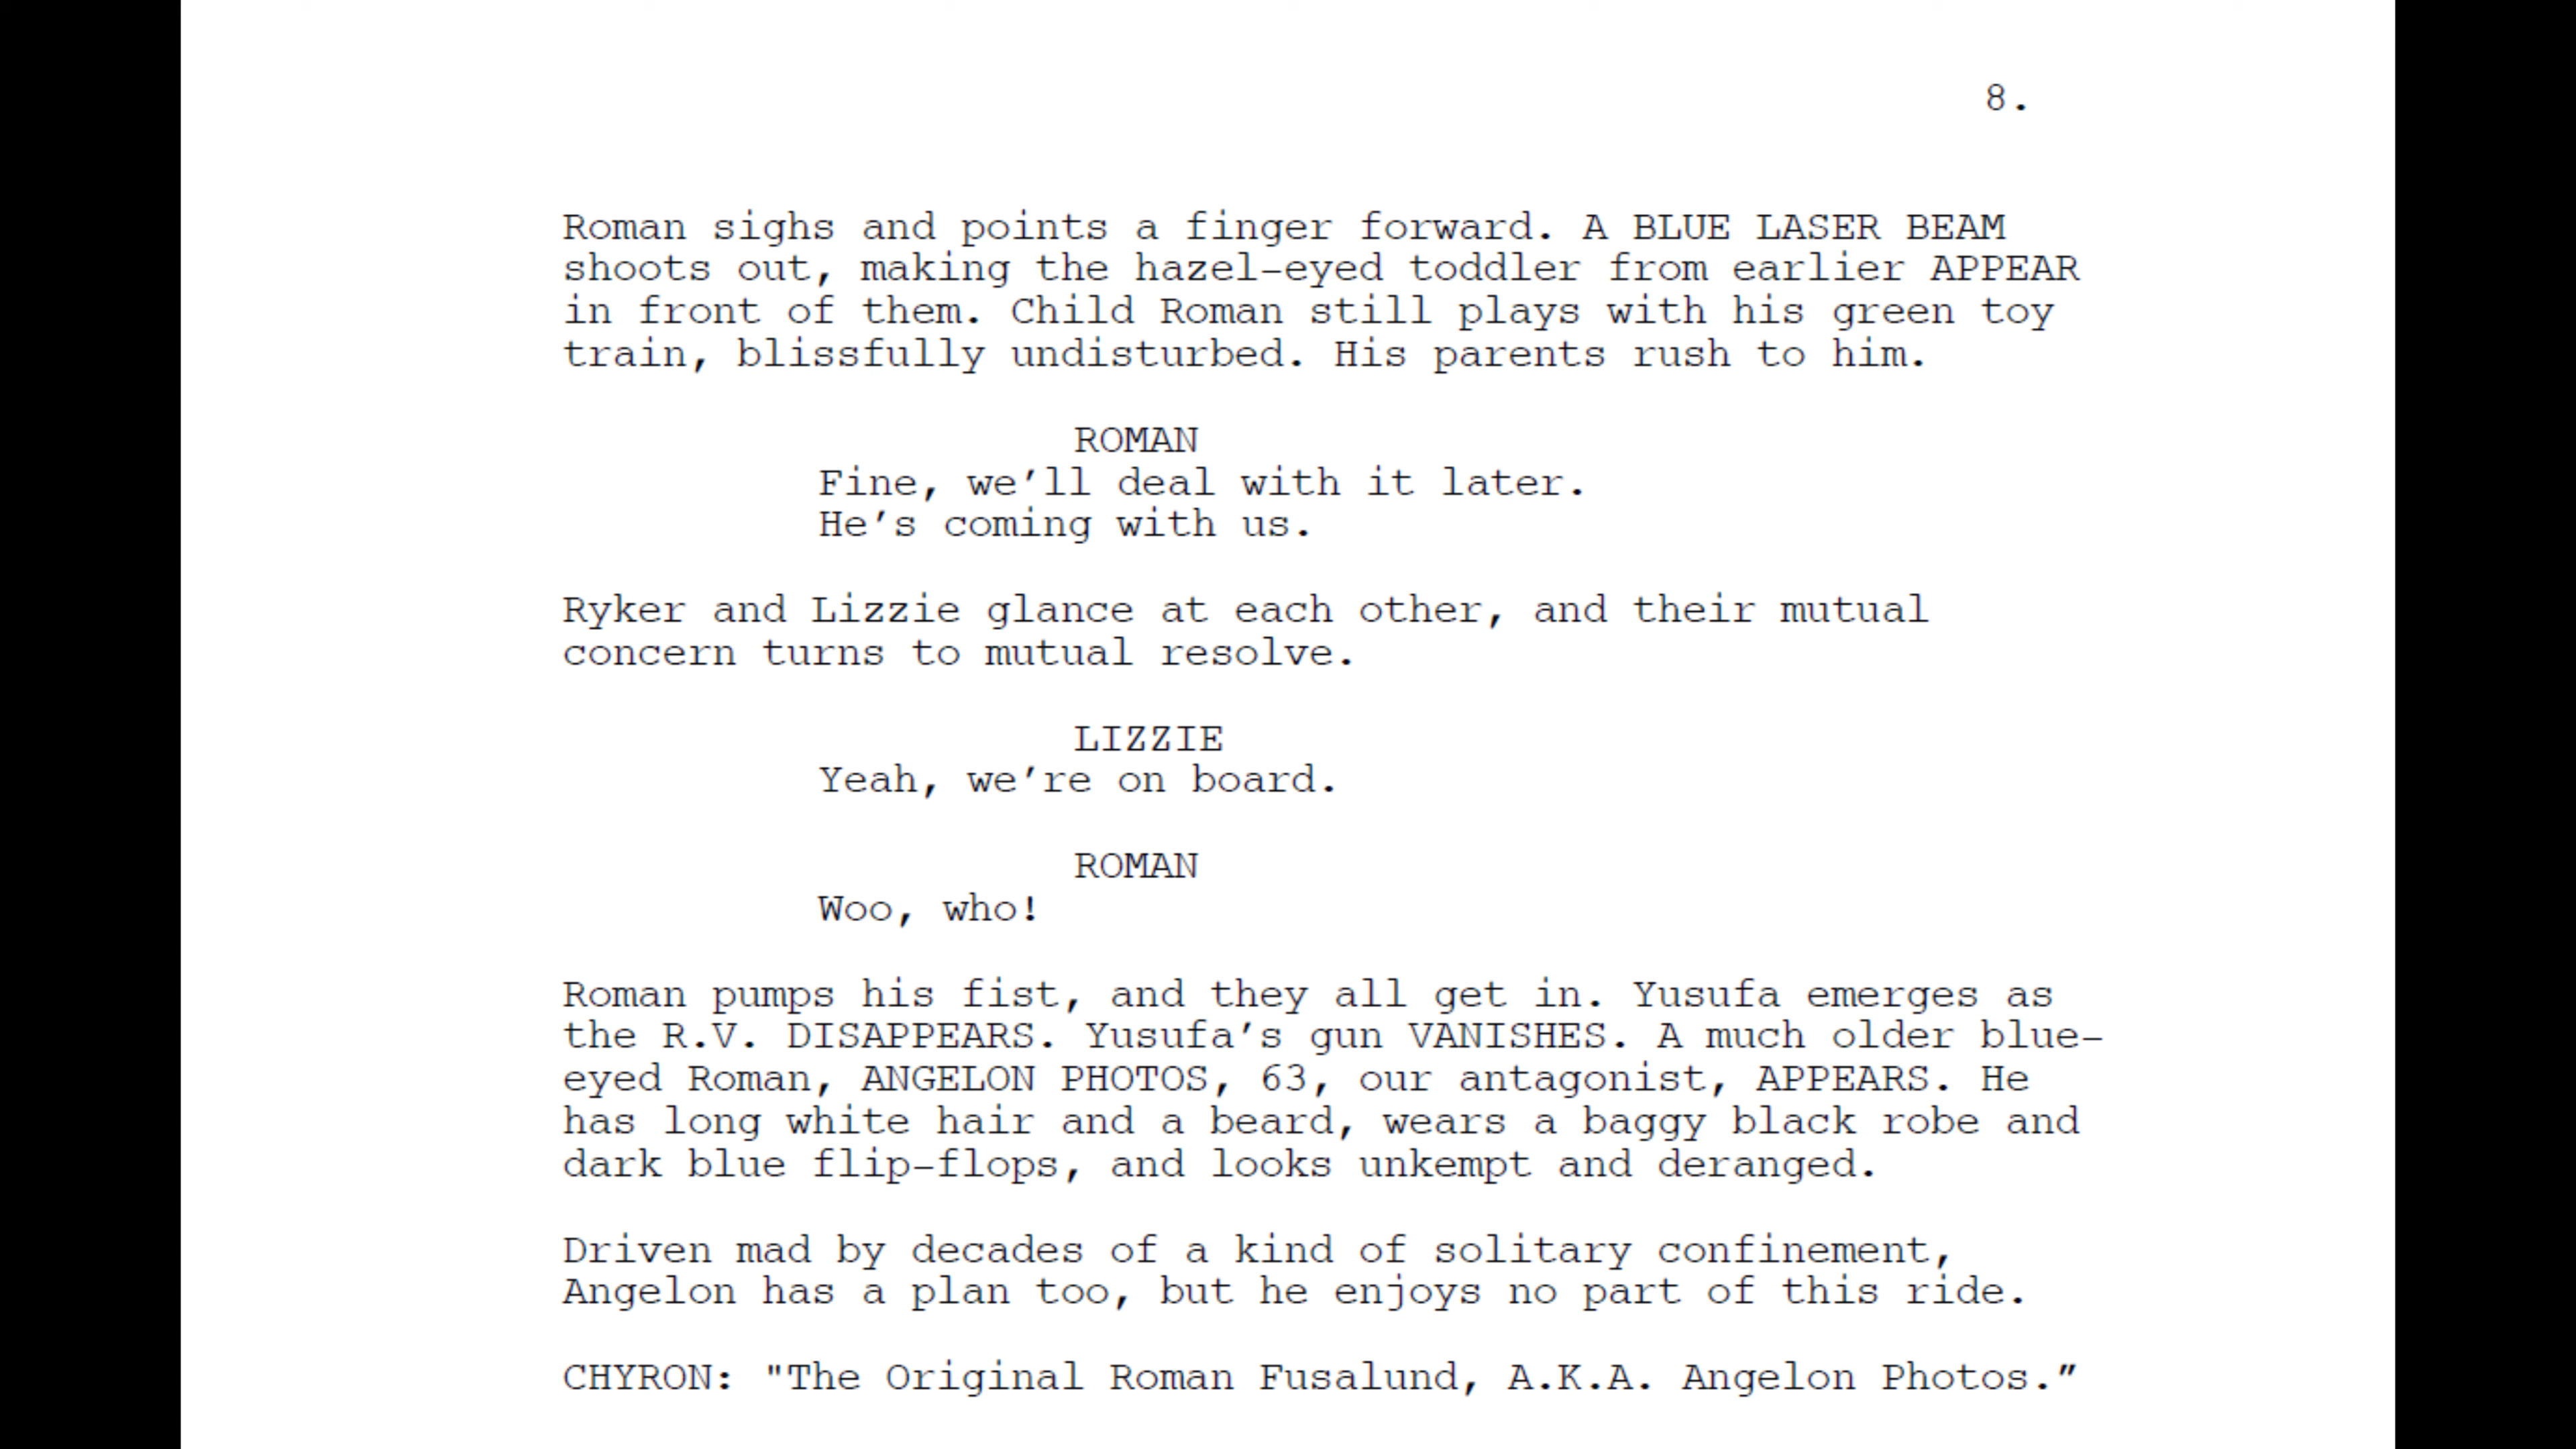 8.
Roman sighs and points a finger forward. A BLUE LASER BEAM
shoots out, making the hazel-eyed toddler from earlier APPEAR
in front of them. Child Roman still plays with his green toy
train, blissfully undisturbed. His parents rush to him.
ROMAN
Fine, we’ll deal with it later.
He’s coming with us.
Ryker and Lizzie glance at each other, and their mutual
concern turns to mutual resolve.
LIZZIE
Yeah, we’re on board.
ROMAN
Woo, who!
Roman pumps his fist, and they all get in. Yusufa emerges as
the R.V. DISAPPEARS. Yusufa’s gun VANISHES. A much older blue-
eyed Roman, ANGELON PHOTOS, 63, our antagonist, APPEARS. He
has long white hair and a beard, wears a baggy black robe and
dark blue flip-flops, and looks unkempt and deranged.
Driven mad by decades of a kind of solitary confinement,
Angelon has a plan too, but he enjoys no part of this ride.
CHYRON: "The Original Roman Fusalund, A.K.A. Angelon Photos.”